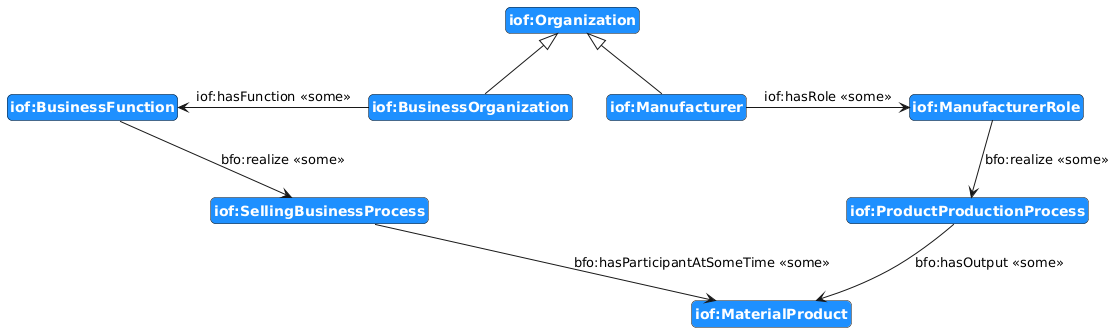 iof:Organization
iof:BusinessFunction
iof:hasFunction «some»
iof:BusinessOrganization
iof:Manufacturer
iof:hasRole «some»
iof:ManufacturerRole
bfo:realize «some»
bfo:realize «some»
iof:SellingBusinessProcess
iof:ProductProductionProcess
bfo:hasParticipantAtSomeTime «some»
bfo:hasOutput «some»
iof:MaterialProduct